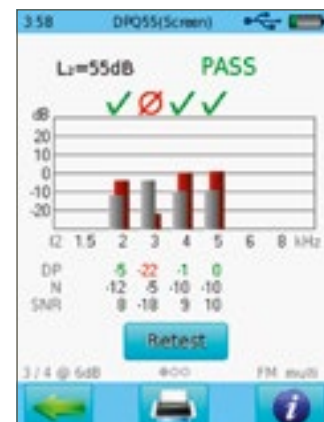 3:58 DPQ55(Screen)
L₂=55dB PASS
dB
20
10
0
-10
-20
f2 1.5 2 3 4 5 6 8 kHz
DP -5 -22 -1 0
N -12 -5 -10 -10
SNR 8 -18 9 10
Retest
3 / 4 @ 6dB FM multi
i